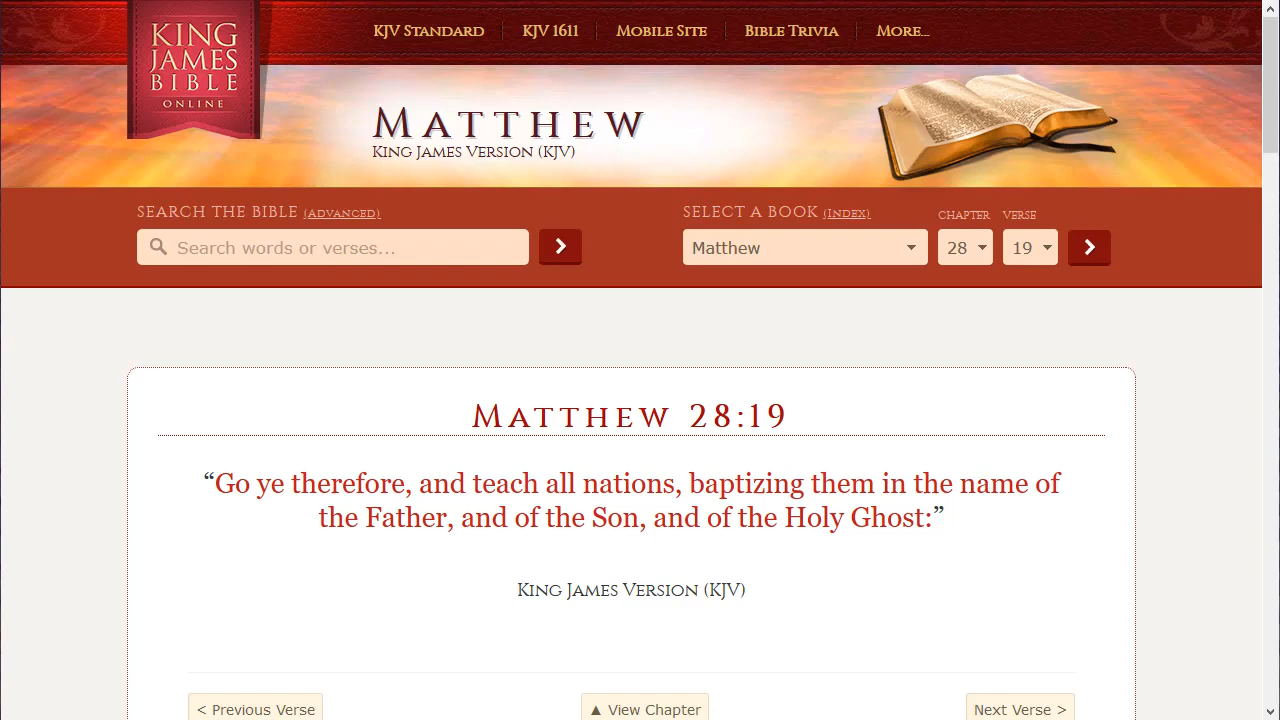 KING
JAMES
BIBLE
ONLINE
KJV Standard
KJV 1611
Mobile Site
Bible Trivia
More...
Matthew
King James Version (KJV)
SEARCH THE BIBLE (Advanced)
Search words or verses...
SELECT A BOOK (Index)
CHAPTER
VERSE
Matthew
28
19
Matthew 28:19
“Go ye therefore, and teach all nations, baptizing them in the name of
the Father, and of the Son, and of the Holy Ghost:”
King James Version (KJV)
< Previous Verse
▲ View Chapter
Next Verse >